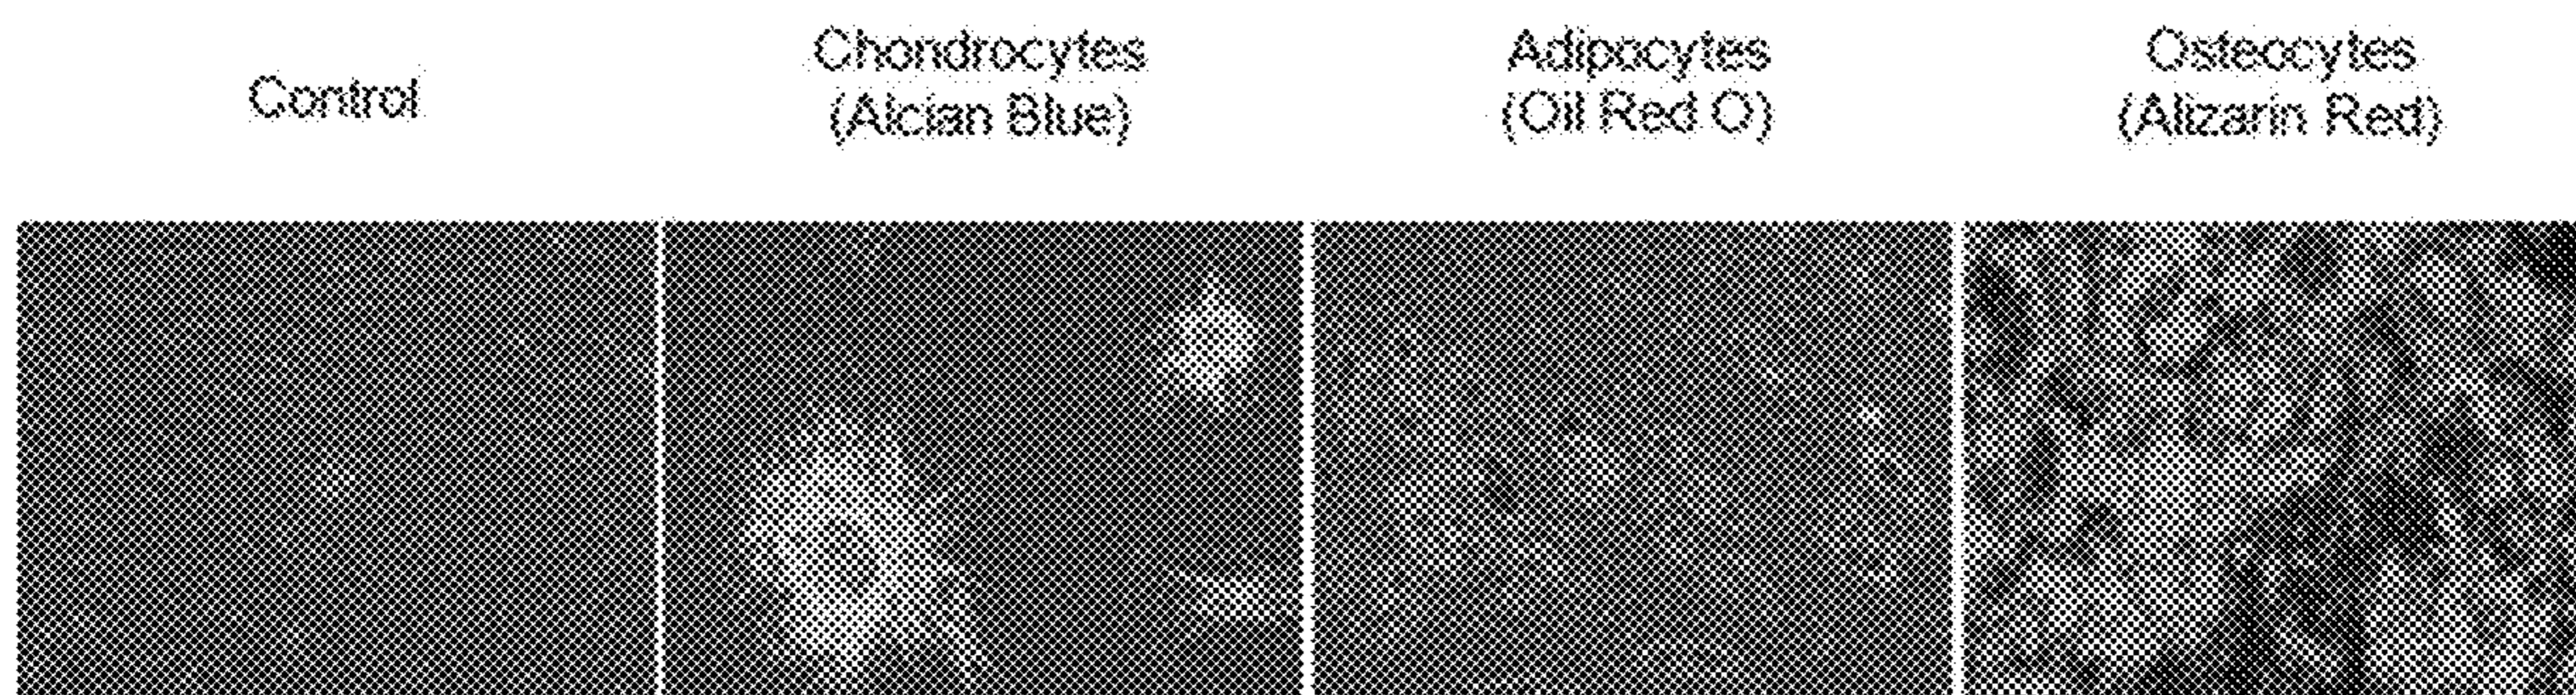 Control
Chondrocytes
(Alcian Blue)
Adipocytes
(Oil Red O)
Osteocytes
(Alizarin Red)